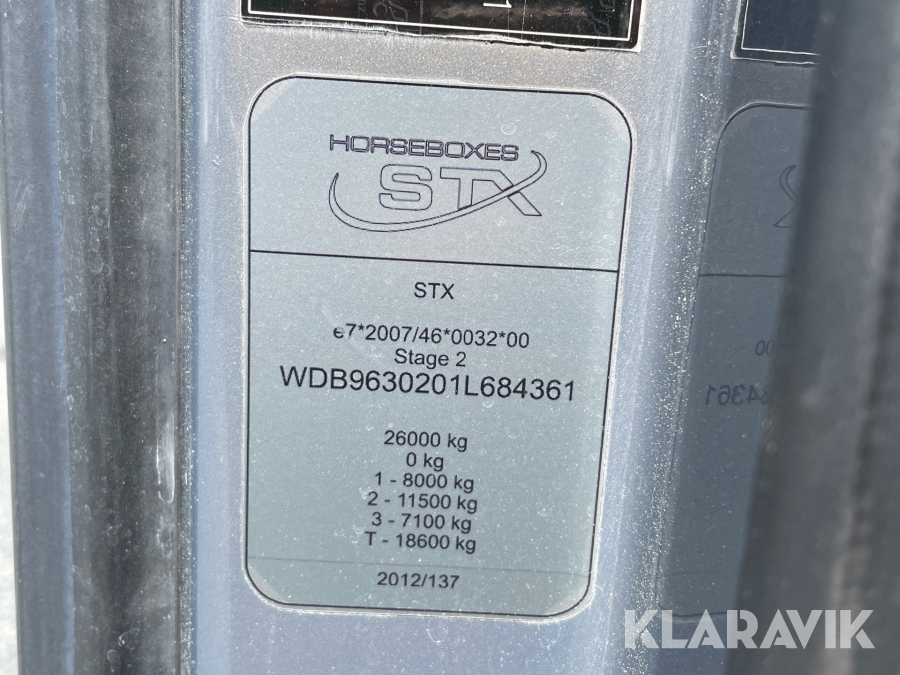 HORSEBOXES
STX
STX
e7*2007/46*0032*00
Stage 2
WDB9630201L684361
26000 kg
0 kg
1 - 8000 kg
2 - 11500 kg
3 - 7100 kg
T - 18600 kg
2012/137
KLARAVIK